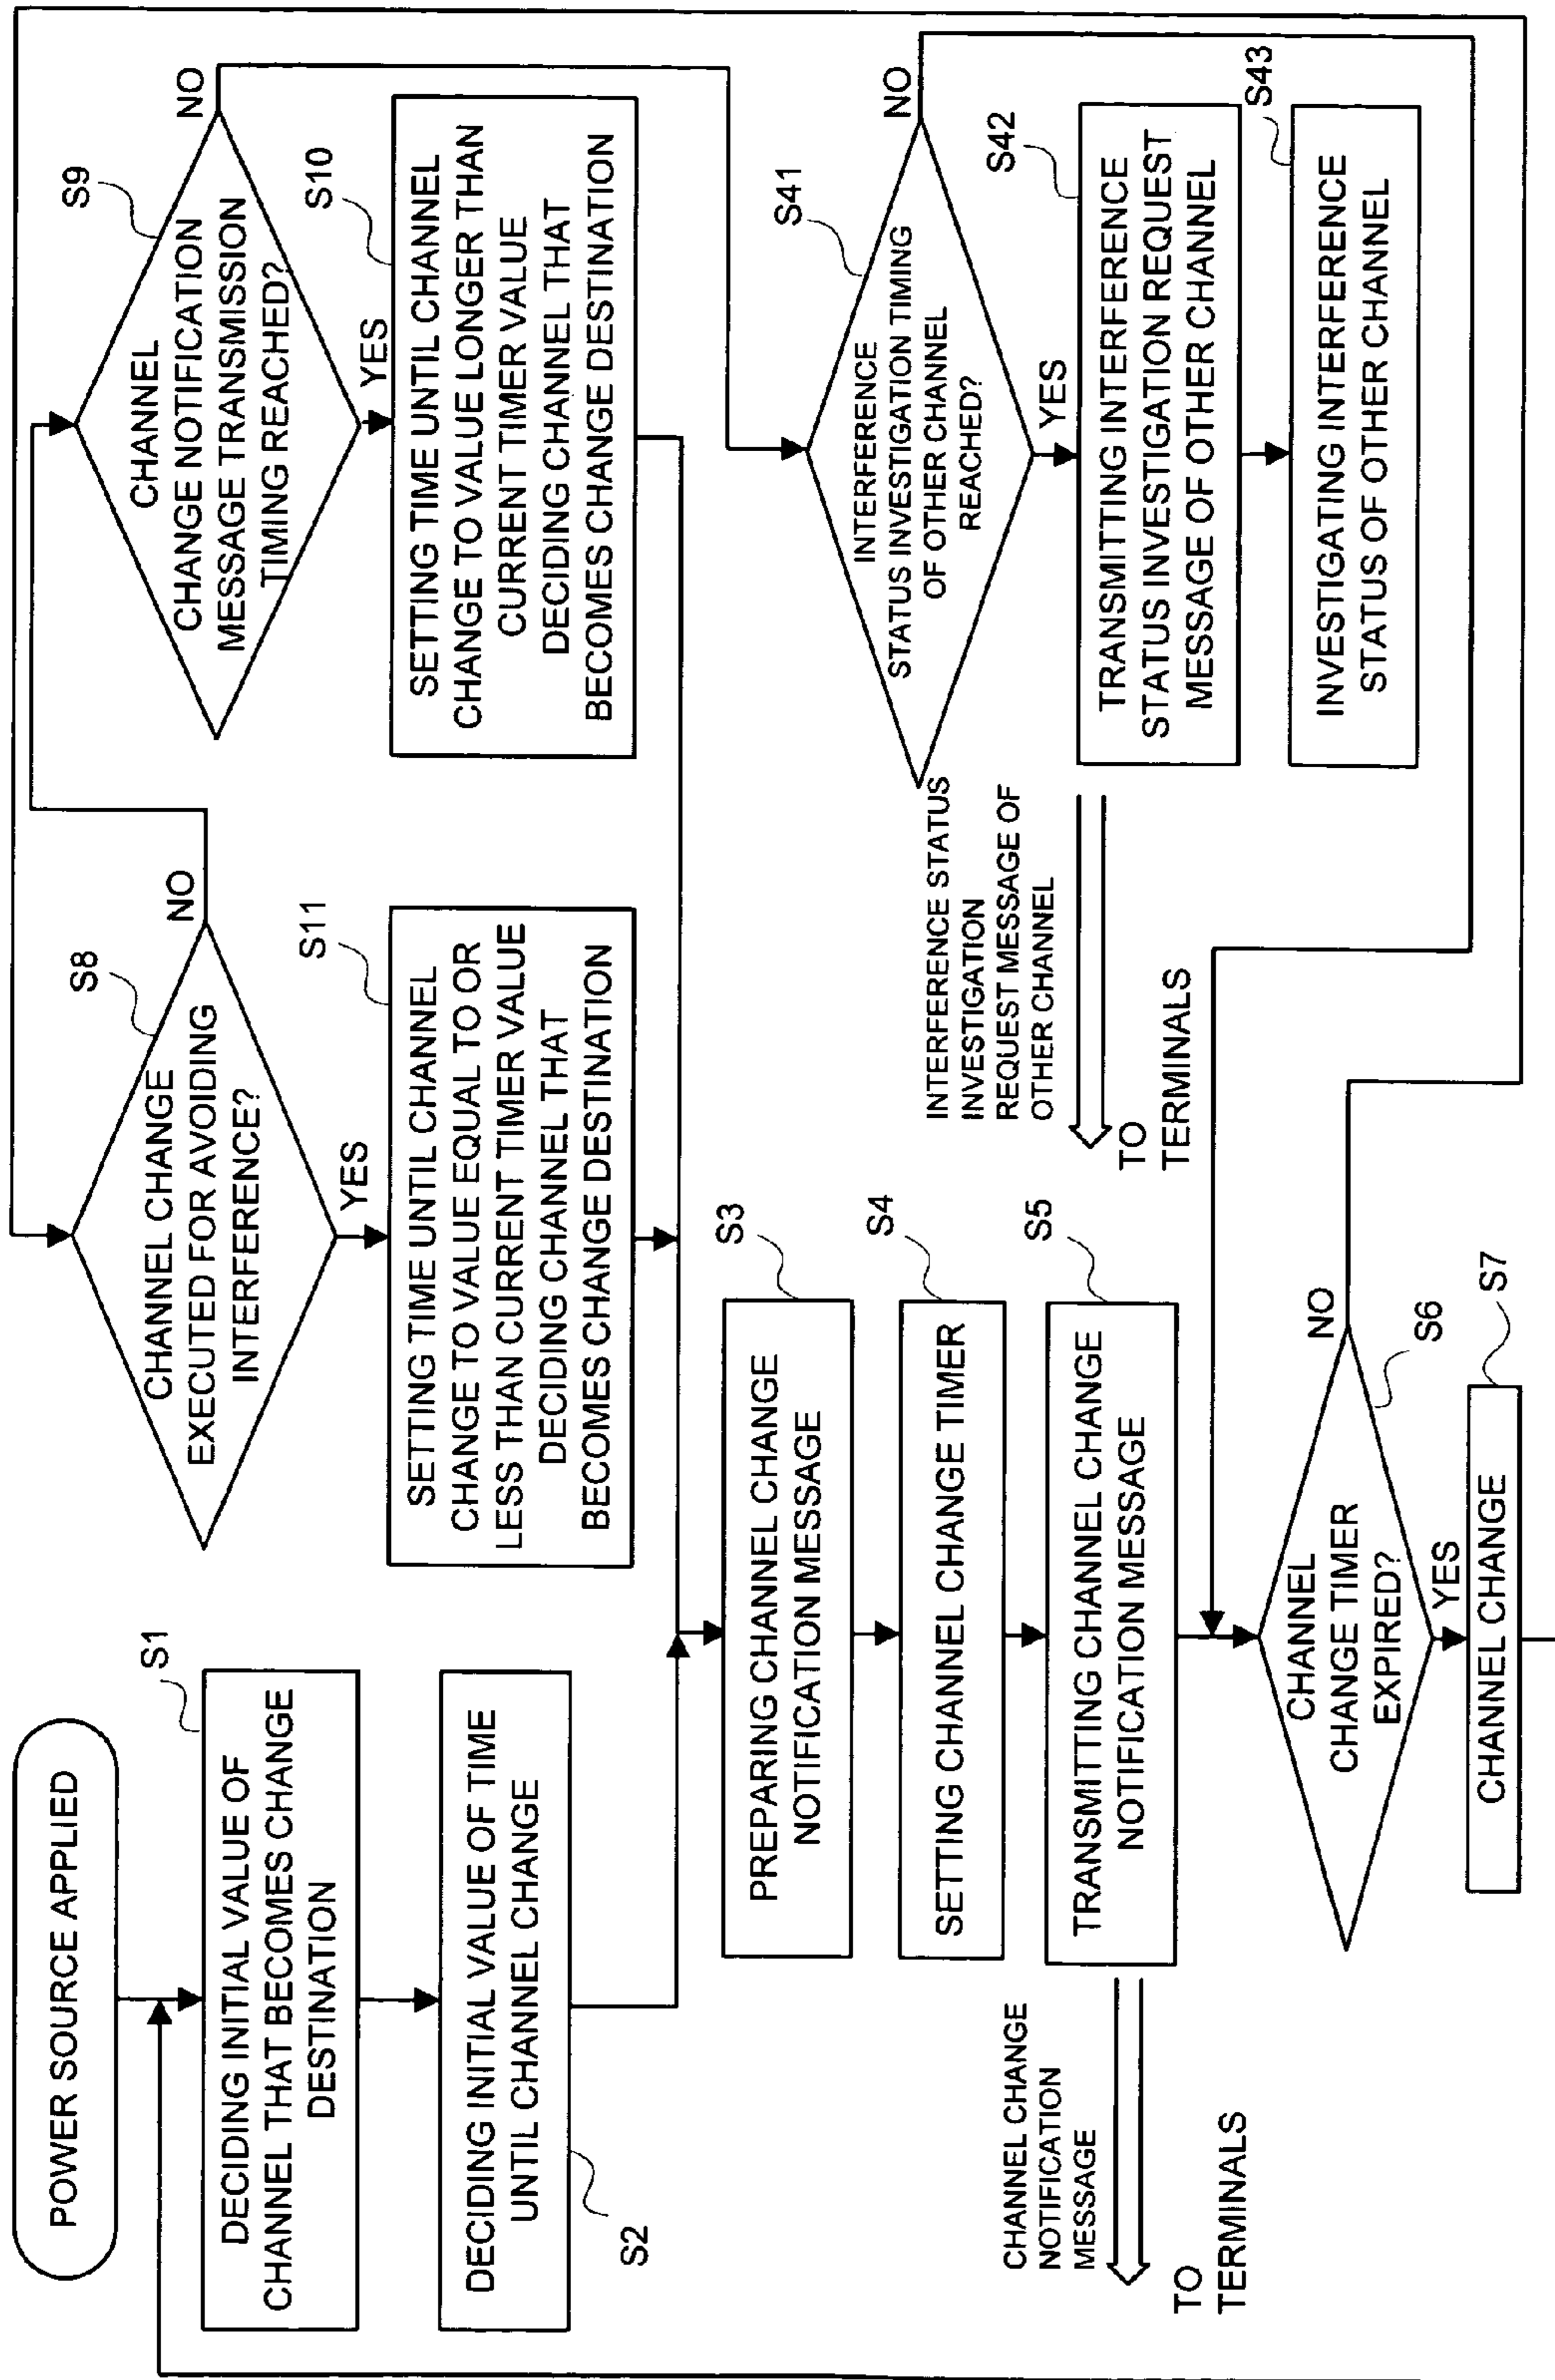 POWER SOURCE APPLIED
S1
DECIDING INITIAL VALUE OF
CHANNEL THAT BECOMES CHANGE
DESTINATION
DECIDING INITIAL VALUE OF TIME
UNTIL CHANNEL CHANGE
S2
S8
CHANNEL CHANGE
EXECUTED FOR AVOIDING
INTERFERENCE?
NO
YES
S11
SETTING TIME UNTIL CHANNEL
CHANGE TO VALUE EQUAL TO OR
LESS THAN CURRENT TIMER VALUE
DECIDING CHANNEL THAT
BECOMES CHANGE DESTINATION
S9
CHANNEL
CHANGE NOTIFICATION
MESSAGE TRANSMISSION
TIMING REACHED?
NO
YES
S10
SETTING TIME UNTIL CHANNEL
CHANGE TO VALUE LONGER THAN
CURRENT TIMER VALUE
DECIDING CHANNEL THAT
BECOMES CHANGE DESTINATION
S3
PREPARING CHANNEL CHANGE
NOTIFICATION MESSAGE
S4
SETTING CHANNEL CHANGE TIMER
S5
TRANSMITTING CHANNEL CHANGE
NOTIFICATION MESSAGE
CHANNEL CHANGE
NOTIFICATION
MESSAGE
TO
TERMINALS
CHANNEL
CHANGE TIMER
EXPIRED?
NO
S6
YES
S7
CHANNEL CHANGE
S41
INTERFERENCE
STATUS INVESTIGATION TIMING
OF OTHER CHANNEL
REACHED?
NO
YES
S42
TRANSMITTING INTERFERENCE
STATUS INVESTIGATION REQUEST
MESSAGE OF OTHER CHANNEL
S43
INVESTIGATING INTERFERENCE
STATUS OF OTHER CHANNEL
INTERFERENCE STATUS
INVESTIGATION
REQUEST MESSAGE OF
OTHER CHANNEL
TO
TERMINALS